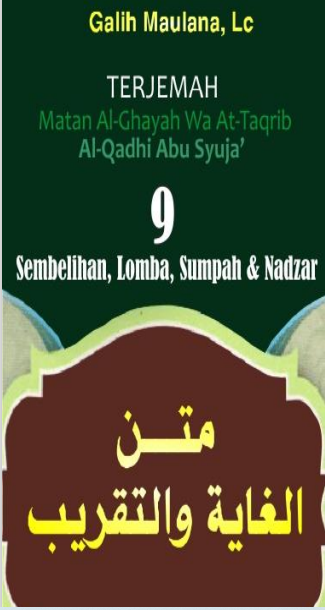 Galih Maulana, Lc
TERJEMAH
Matan Al-Ghayah Wa At-Taqrib
Al-Qadhi Abu Syuja'
9
Sembelihan, Lomba, Sumpah & Nadzar
متــن
الغاية والتقريب